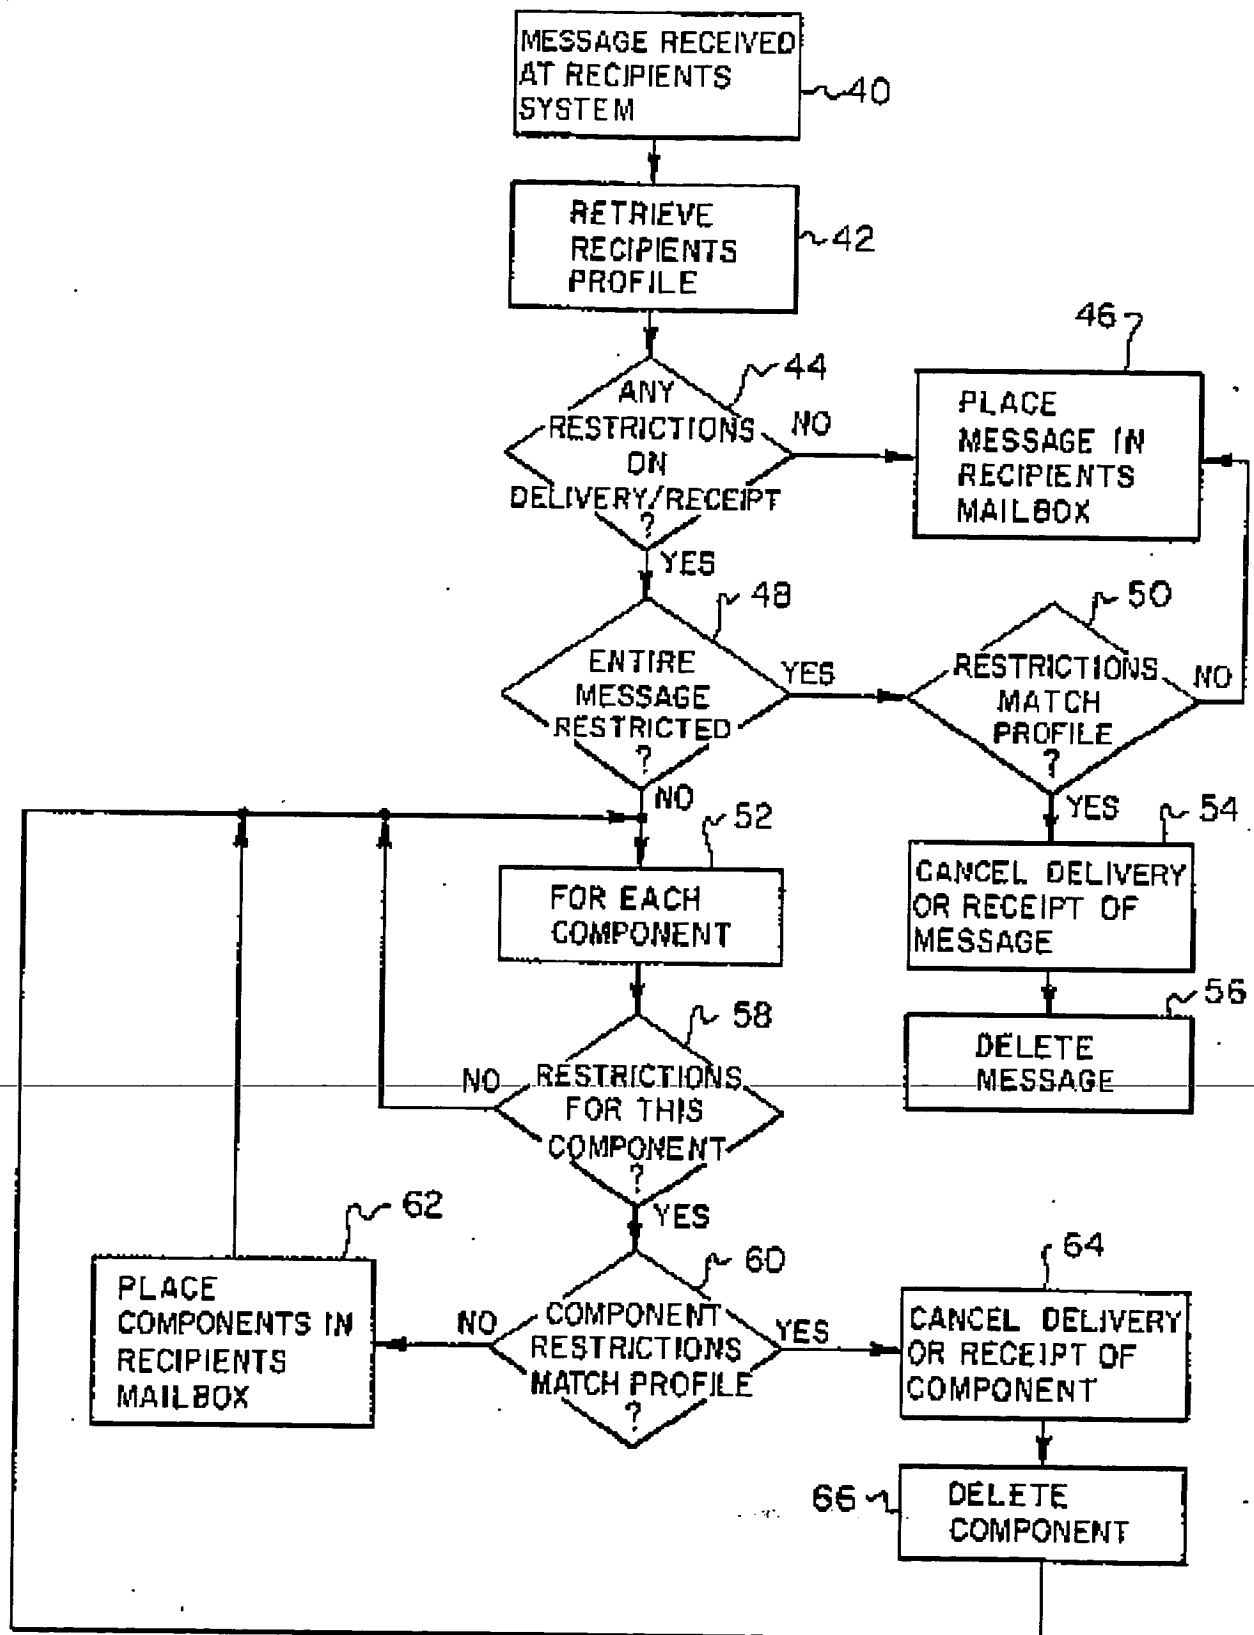 MESSAGE RECEIVED
AT RECIPIENTS
SYSTEM
40
RETRIEVE
RECIPIENTS
PROFILE
42
44
ANY
RESTRICTIONS
ON
DELIVERY/RECEIPT
?
NO
YES
46
PLACE
MESSAGE IN
RECIPIENTS
MAILBOX
48
ENTIRE
MESSAGE
RESTRICTED
?
YES
NO
50
RESTRICTIONS
MATCH
PROFILE
?
NO
YES
52
FOR EACH
COMPONENT
54
CANCEL DELIVERY
OR RECEIPT OF
MESSAGE
56
DELETE
MESSAGE
58
RESTRICTIONS
FOR THIS
COMPONENT
?
NO
YES
60
COMPONENT
RESTRICTIONS
MATCH PROFILE
?
NO
YES
62
PLACE
COMPONENTS IN
RECIPIENTS
MAILBOX
64
CANCEL DELIVERY
OR RECEIPT OF
COMPONENT
66
DELETE
COMPONENT